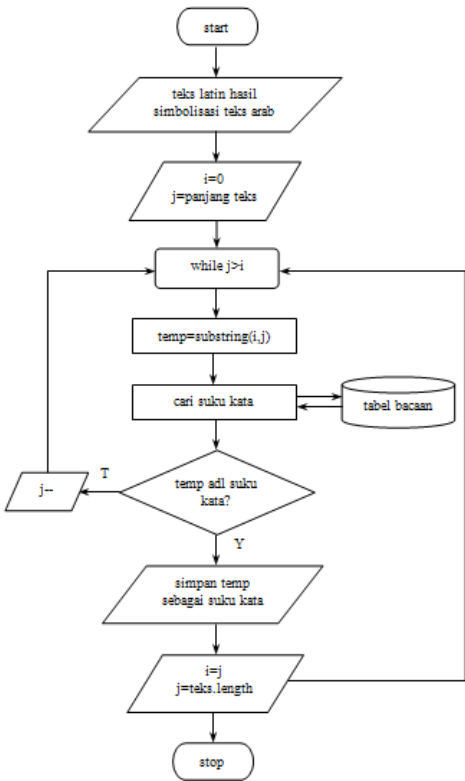 start
teks latin hasil
simbolisasi teks arab
i=0
j=panjang teks
while j>i
temp=substring(i,j)
cari suku kata
tabel bacaan
temp adl suku
kata?
T
j--
Y
simpan temp
sebagai suku kata
i=j
j=teks.length
stop